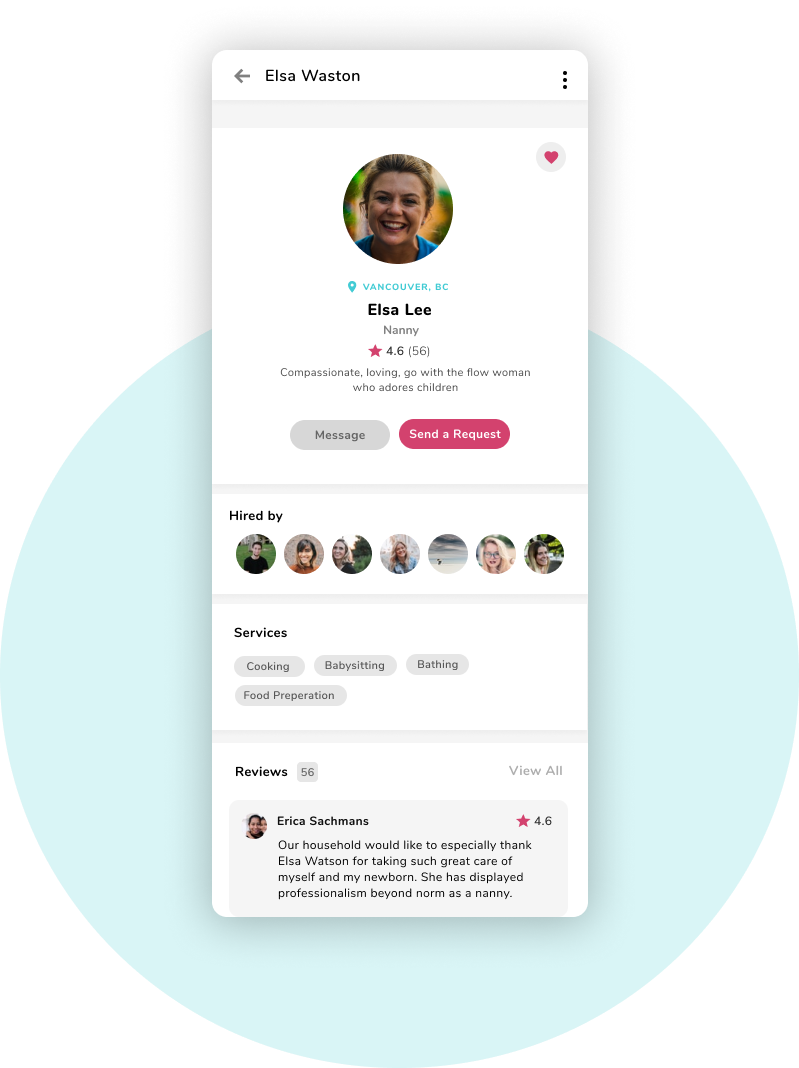 Elsa Waston
VANCOUVER, BC
Elsa Lee
Nanny
4.6 (56)
Compassionate, loving, go with the flow woman
who adores children
Message
Send a Request
Hired by
Services
Cooking
Babysitting
Bathing
Food Preperation
Reviews 56
View All
Erica Sachmans
4.6
Our household would like to especially thank
Elsa Watson for taking such great care of
myself and my newborn. She has displayed
professionalism beyond norm as a nanny.